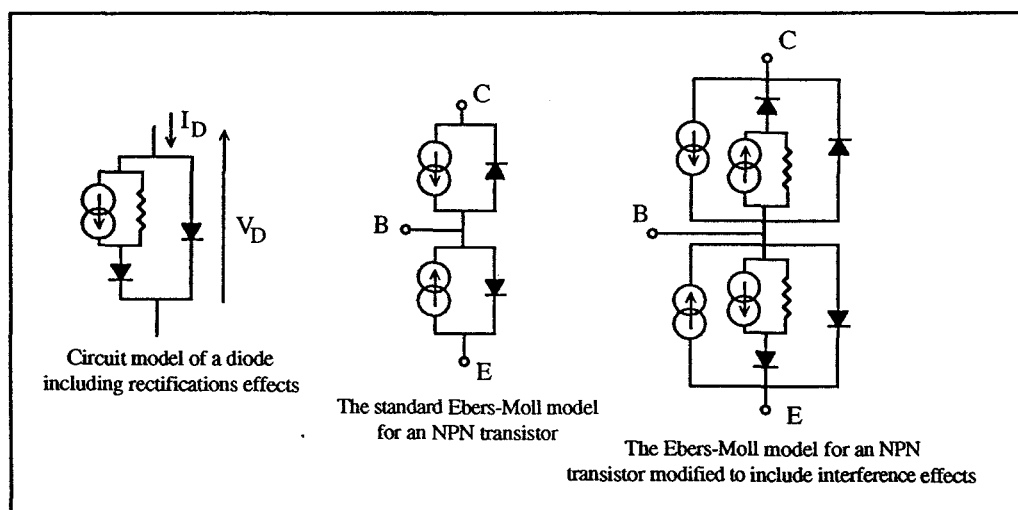 I_D
V_D
Circuit model of a diode
including rectifications effects
C
B
E
The standard Ebers-Moll model
for an NPN transistor
C
B
E
The Ebers-Moll model for an NPN
transistor modified to include interference effects